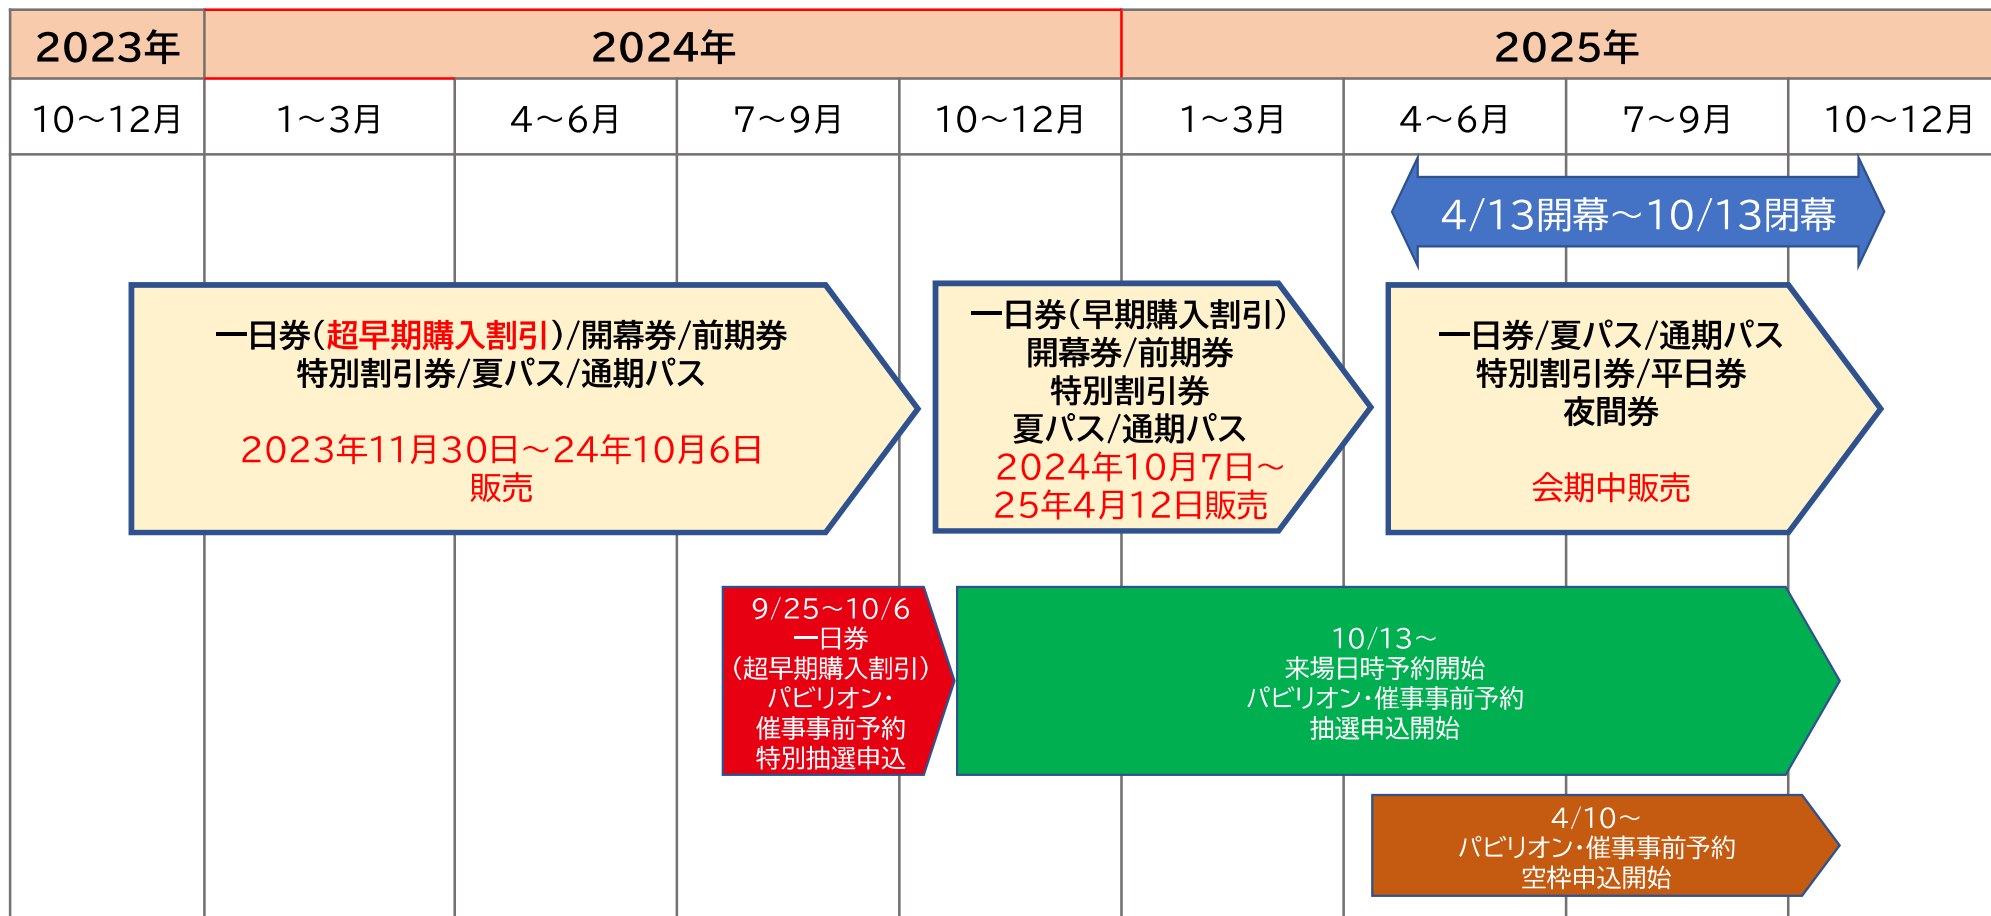 2023年
2024年
2025年
10～12月
1～3月
4～6月
7～9月
10～12月
1～3月
4～6月
7～9月
10～12月
4/13開幕～10/13閉幕
一日券(超早期購入割引)/開幕券/前期券
特別割引券/夏パス/通期パス
2023年11月30日～24年10月6日
販売
一日券(早期購入割引)
開幕券/前期券
特別割引券
夏パス/通期パス
2024年10月7日～
25年4月12日販売
一日券/夏パス/通期パス
特別割引券/平日券
夜間券
会期中販売
9/25～10/6
一日券
(超早期購入割引)
パビリオン・
催事事前予約
特別抽選申込
10/13～
来場日時予約開始
パビリオン・催事事前予約
抽選申込開始
4/10～
パビリオン・催事事前予約
空枠申込開始